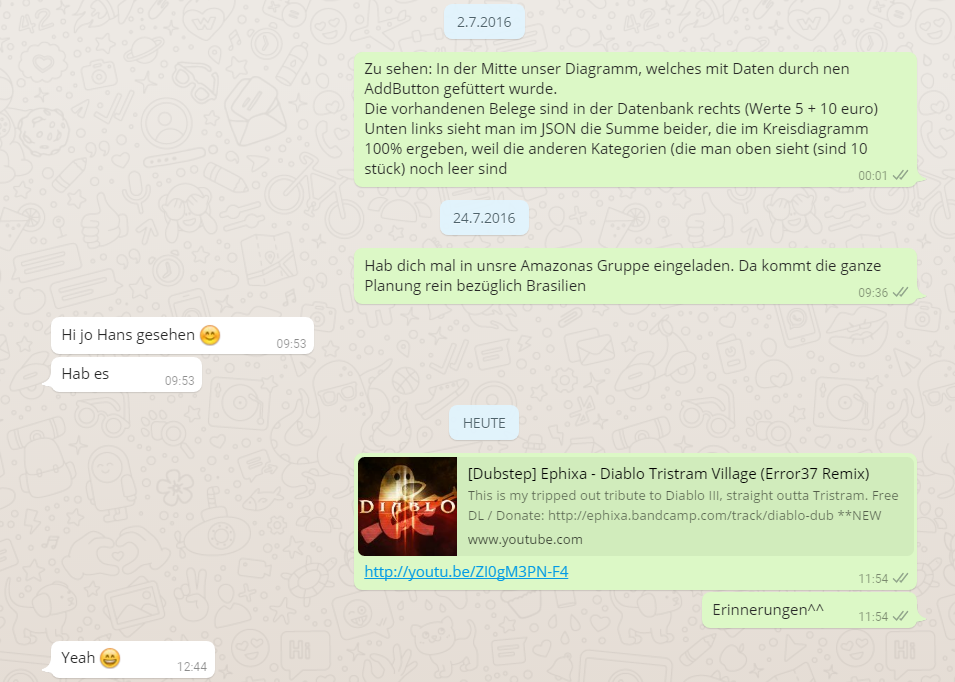 2.7.2016
Zu sehen: In der Mitte unser Diagramm, welches mit Daten durch nen
AddButton gefüttert wurde.
Die vorhandenen Belege sind in der Datenbank rechts (Werte 5 + 10 euro)
Unten links sieht man im JSON die Summe beider, die im Kreisdiagramm
100% ergeben, weil die anderen Kategorien (die man oben sieht (sind 10
stück) noch leer sind
00:01
24.7.2016
Hab dich mal in unsre Amazonas Gruppe eingeladen. Da kommt die ganze
Planung rein bezüglich Brasilien
09:36
Hi jo Hans gesehen 😊
09:53
Hab es
09:53
HEUTE
DIABLO
[Dubstep] Ephixa - Diablo Tristram Village (Error37 Remix)
This is my tripped out tribute to Diablo III, straight outta Tristram. Free
DL / Donate: http://ephixa.bandcamp.com/track/diablo-dub **NEW
www.youtube.com
http://youtu.be/ZI0gM3PN-F4
11:54
Erinnerungen^^
11:54
Yeah 😄
12:44